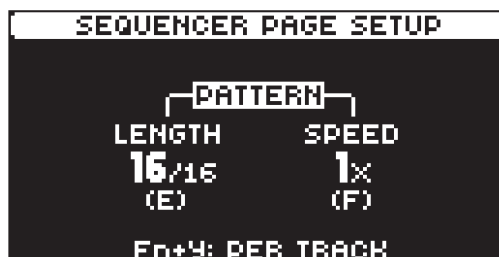 SEQUENCER PAGE SETUP
PATTERN
LENGTH SPEED
16/16 1x
(E) (F)
Fn+Y: PER TRACK